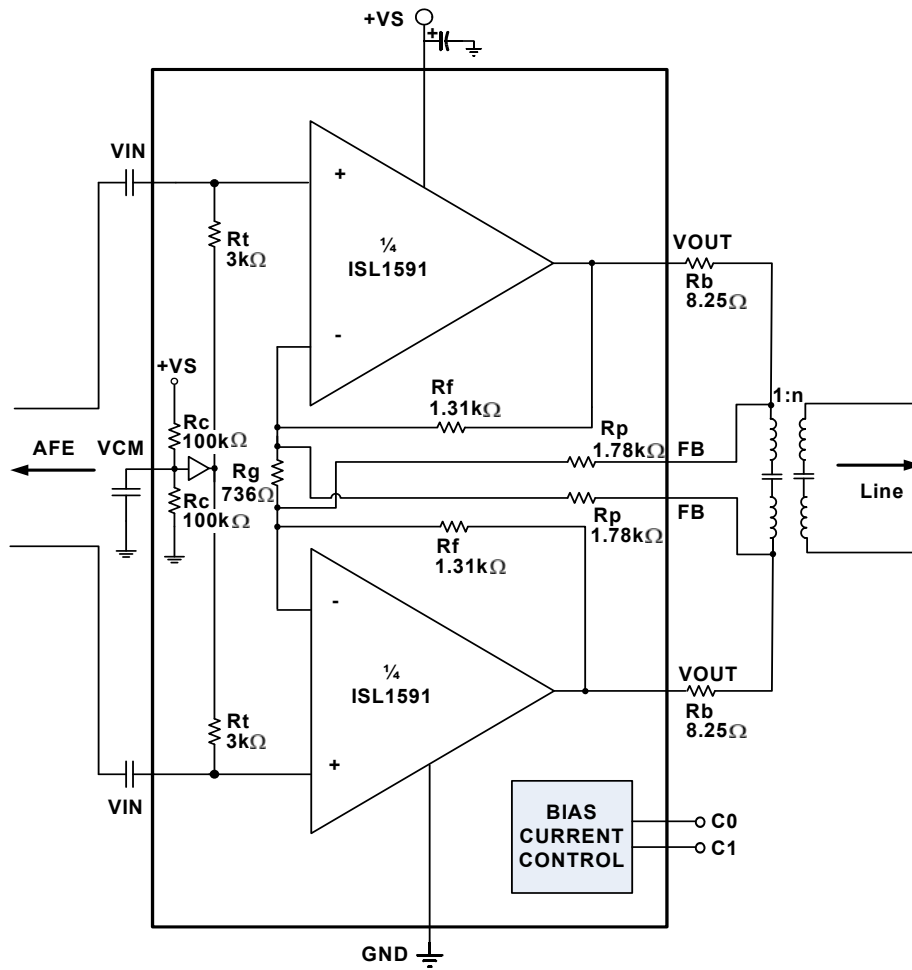 +VS
+
VIN
+
Rt
3kΩ
¼
ISL1591
VOUT
Rb
8.25Ω
-
+VS
Rf
1.31kΩ
1:n
Rc
100kΩ
Rp
1.78kΩ
FB
AFE
VCM
Rg
736Ω
Line
Rc
100kΩ
Rp
1.78kΩ
FB
Rf
1.31kΩ
-
¼
ISL1591
VOUT
Rb
8.25Ω
Rt
3kΩ
+
VIN
BIAS
CURRENT
CONTROL
C0
C1
GND